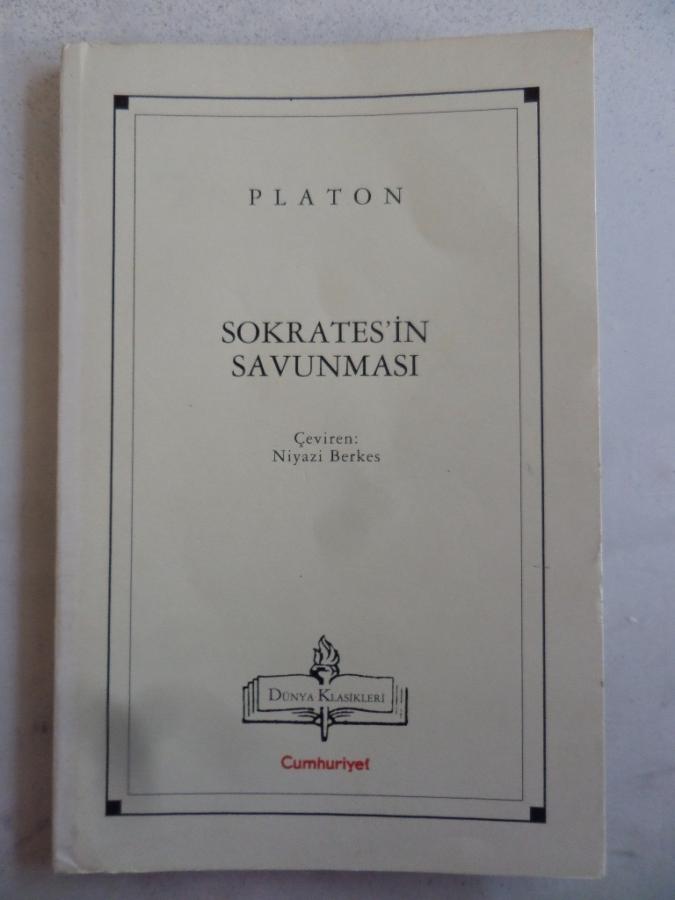 PLATON
SOKRATES'İN
SAVUNMASI
Çeviren:
Niyazi Berkes
DÜNYA KLASİKLERİ
Cumhuriyet